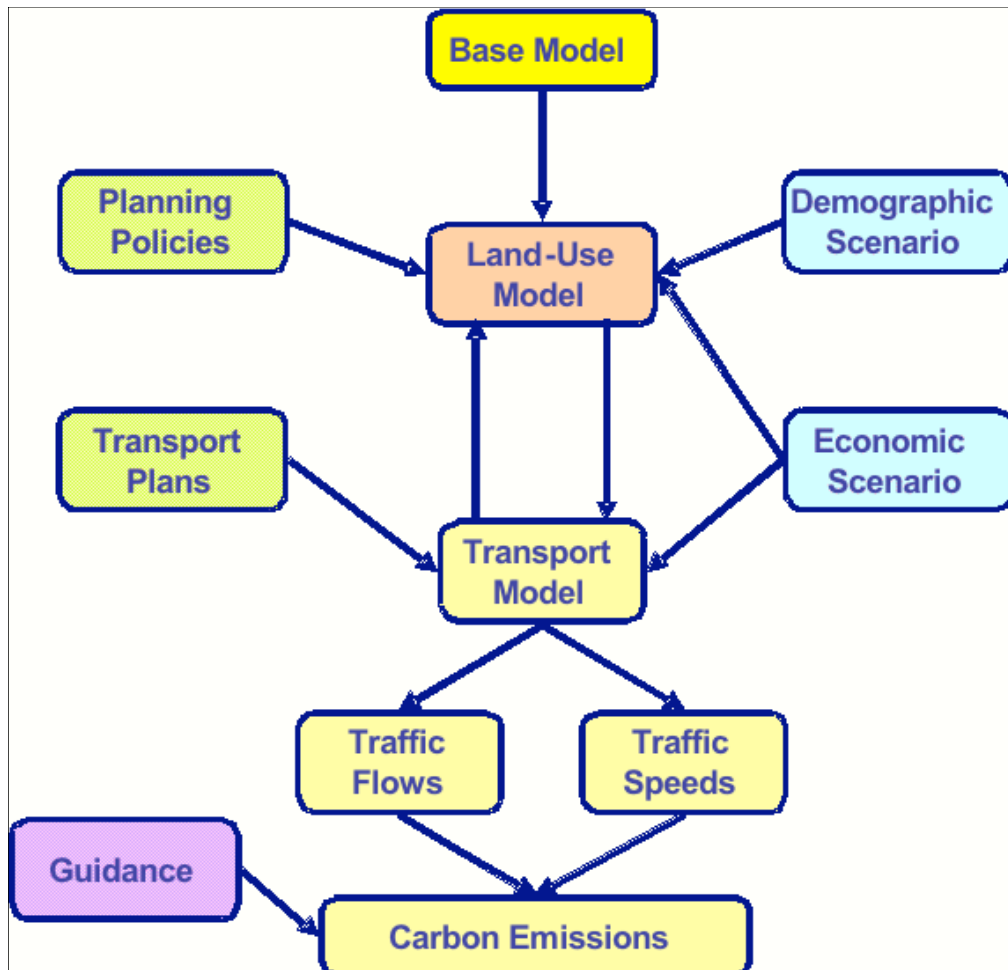 Base Model
Planning
Policies
Demographic
Scenario
Land-Use
Model
Transport
Plans
Economic
Scenario
Transport
Model
Traffic
Flows
Traffic
Speeds
Guidance
Carbon Emissions